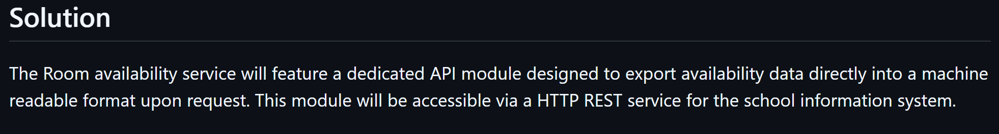 Solution
The Room availability service will feature a dedicated API module designed to export availability data directly into a machine
readable format upon request. This module will be accessible via a HTTP REST service for the school information system.